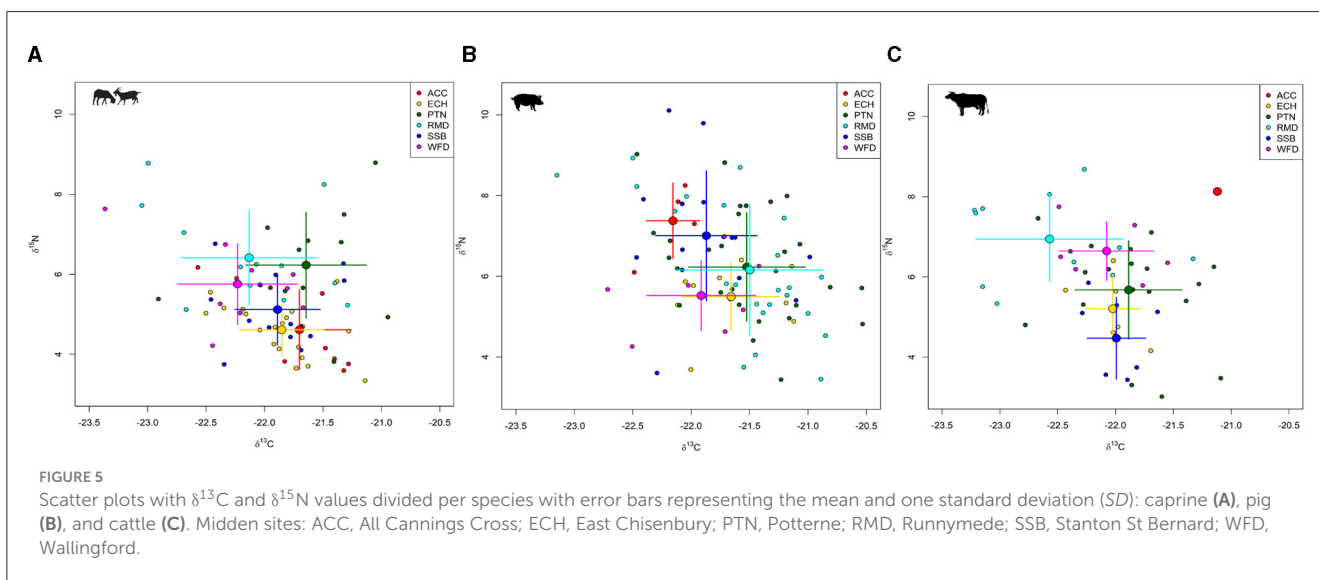 A
B
C
ACC
ECH
PTN
RMD
SSB
WFD
ACC
ECH
PTN
RMD
SSB
WFD
ACC
ECH
PTN
RMD
SSB
WFD
10
8
6
4
δ¹⁵N
-23.5 -23.0 -22.5 -22.0 -21.5 -21.0 -20.5
δ¹³C
10
8
6
4
δ¹⁵N
-23.5 -23.0 -22.5 -22.0 -21.5 -21.0 -20.5
δ¹³C
10
8
6
4
δ¹⁵N
-23.5 -23.0 -22.5 -22.0 -21.5 -21.0 -20.5
δ¹³C
FIGURE 5
Scatter plots with δ¹³C and δ¹⁵N values divided per species with error bars representing the mean and one standard deviation (SD): caprine (A), pig
(B), and cattle (C). Midden sites: ACC, All Cannings Cross; ECH, East Chisenbury; PTN, Potterne; RMD, Runnymede; SSB, Stanton St Bernard; WFD,
Wallingford.